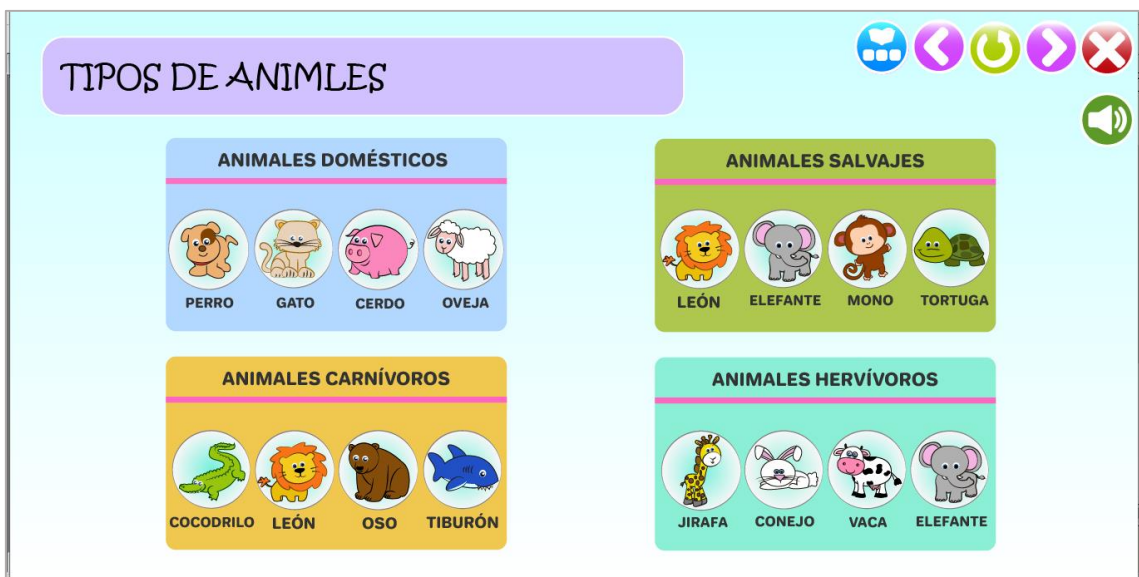 TIPOS DE ANIMLES
ANIMALES DOMÉSTICOS
PERRO GATO CERDO OVEJA
ANIMALES SALVAJES
LEÓN ELEFANTE MONO TORTUGA
ANIMALES CARNÍVOROS
COCODRILO LEÓN OSO TIBURÓN
ANIMALES HERVÍVOROS
JIRAFA CONEJO VACA ELEFANTE